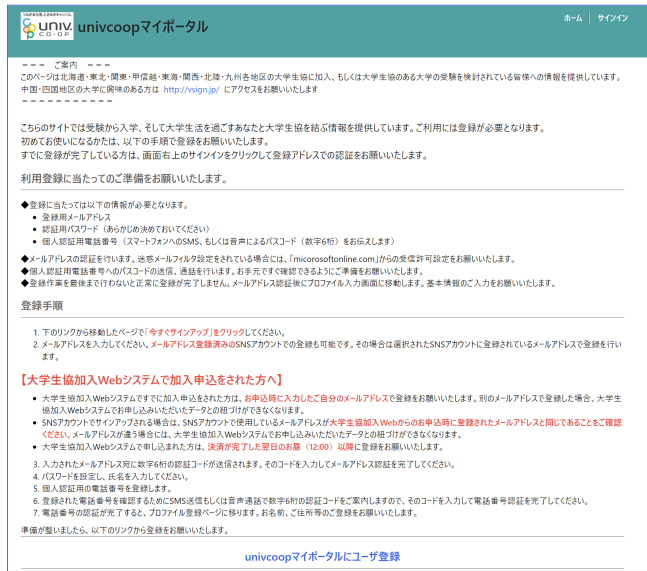 つながる元気、ときめきキャンパス。
UNIV.
CO-OP
univcoopマイポータル
ホーム サインイン
−−− ご案内 −−−
このページは北海道・東北・関東・甲信越・東海・関西・北陸・九州各地区の大学生協に加入、もしくは大学生協のある大学の受験を検討されている皆様への情報を提供しています。
中国・四国地区の大学に興味のある方は http://vsign.jp/ にアクセスをお願いいたします
−−−−−−−−−−−
こちらのサイトでは受験から入学、そして大学生活を過ごすあなたと大学生協を結ぶ情報を提供しています。ご利用には登録が必要となります。
初めてお使いになるかたは、以下の手順で登録をお願いいたします。
すでに登録が完了している方は、画面右上のサインインをクリックして登録アドレスでの認証をお願いします。
利用登録に当たってのご準備をお願いいたします。
◆登録に当たっては以下の情報が必要となります。
• 登録用メールアドレス
• 認証用パスワード（あらかじめ決めておいてください）
• 個人認証用電話番号（スマートフォンへのSMS、もしくは音声によるパスコード（数字6桁）をお伝えします）
◆メールアドレスの認証を行います。迷惑メールフィルタ設定をされている場合には、「micorosoftonline.com」からの受信許可設定をお願いします。
◆個人認証用電話番号へのパスコードの送信、通話を行います。お手元ですぐ確認できるようにご準備をお願いいたします。
◆登録作業を最後まで行わないと正常に登録が完了しません。メールアドレス認証後にプロファイル入力画面に移動します。基本情報のご入力をお願いいたします。
登録手順
1. 下のリンクから移動したページで「今すぐサインアップ」をクリックしてください。
2. メールアドレスを入力してください。メールアドレス登録済みのSNSアカウントでの登録も可能です。その場合は選択されたSNSアカウントに登録されているメールアドレスで登録を行い
ます。
【大学生協加入Webシステムで加入申込をされた方へ】
• 大学生協加入Webシステムですでに加入申込をされた方は、お申込時に入力したご自分のメールアドレスで登録をお願いいたします。別のメールアドレスで登録した場合、大学生
協加入Webシステムでお申し込みいただいたデータとの紐づけができなくなります。
• SNSアカウントでサインアップされる場合は、SNSアカウントで使用しているメールアドレスが大学生協加入Webからのお申込時に登録されたメールアドレスと同じであることをご確認
ください。メールアドレスが違う場合には、大学生協加入Webシステムでお申し込みいただいたデータとの紐づけができなくなります。
• 大学生協加入Webシステムで申し込まれた方は、決済が完了した翌日のお昼（12:00）以降に登録をお願いいたします。
3. 入力されたメールアドレス宛に数字6桁の認証コードが送信されます。そのコードを入力してメールアドレス認証を完了してください。
4. パスワードを設定し、氏名を入力してください。
5. 個人認証用の電話番号を登録します。
6. 登録された電話番号を確認するためにSMS送信もしくは音声通話で数字6桁の認証コードをご案内しますので、そのコードを入力して電話番号認証を完了してください。
7. 電話番号の認証が完了すると、プロファイル登録ページに移ります。お名前、ご住所等のご登録をお願いいたします。
準備が整いましたら、以下のリンクから登録をお願いいたします。
univcoopマイポータルにユーザ登録